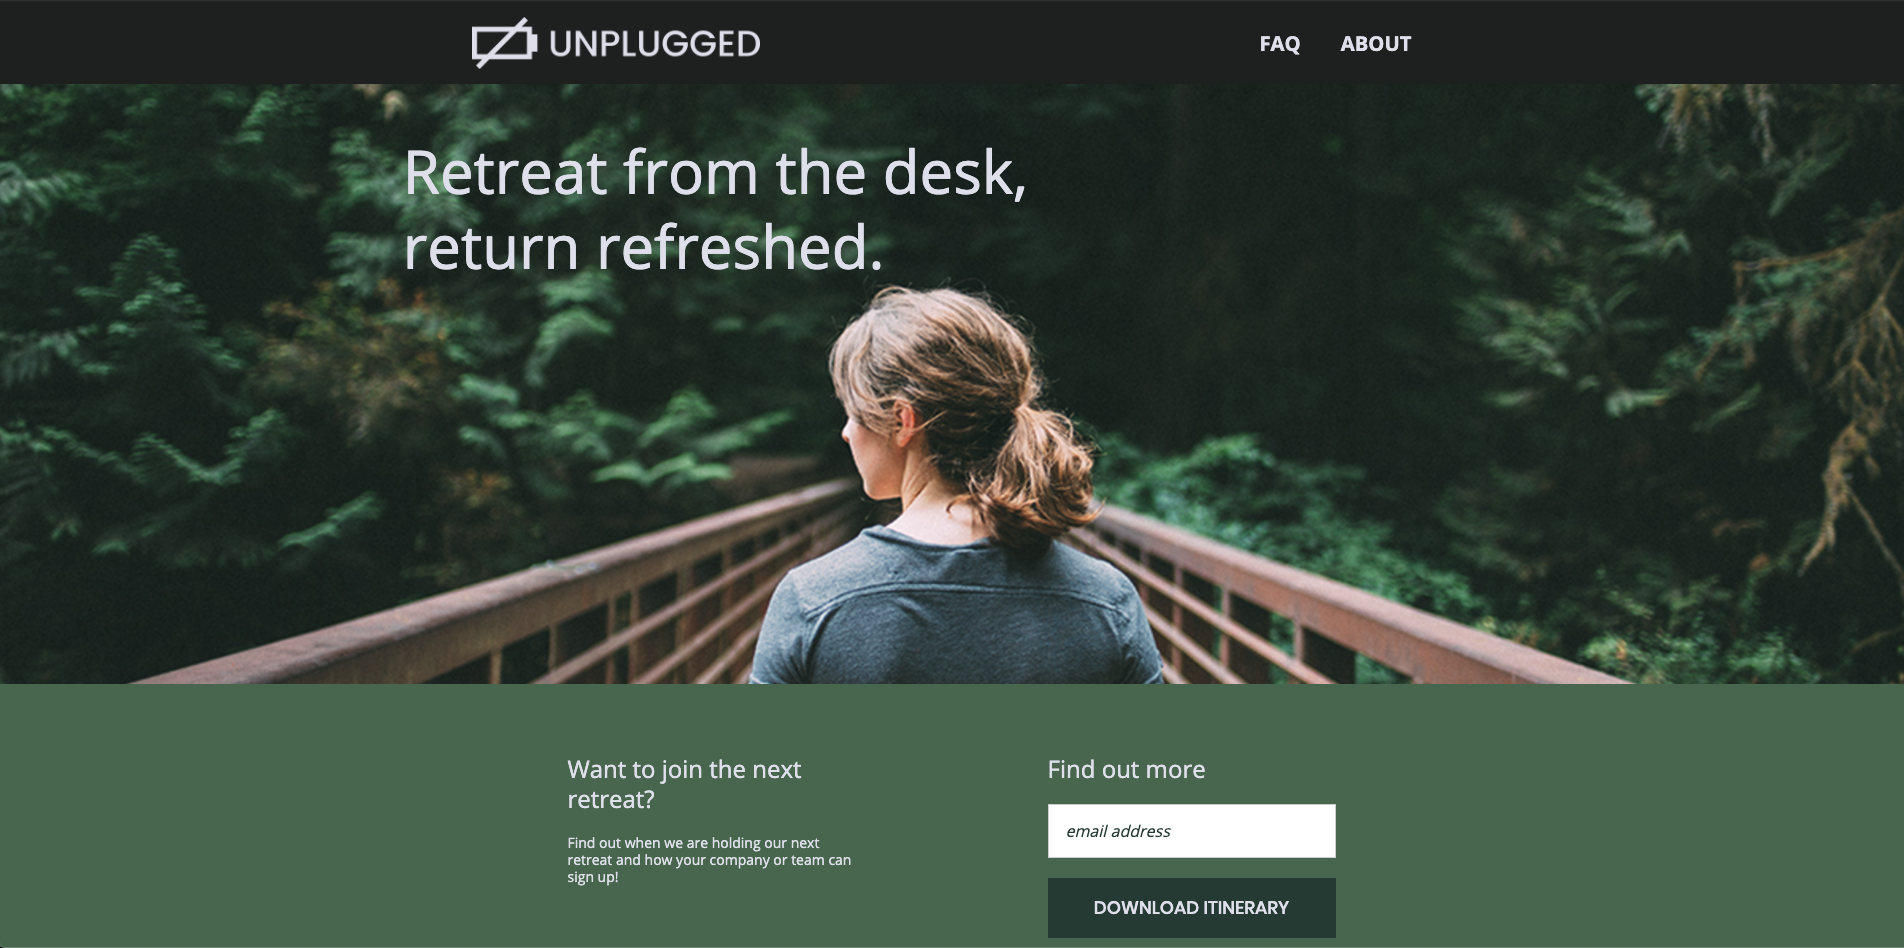 UNPLUGGED
FAQ
ABOUT
Retreat from the desk,
return refreshed.
Want to join the next
retreat?
Find out when we are holding our next
retreat and how your company or team can
sign up!
Find out more
email address
DOWNLOAD ITINERARY